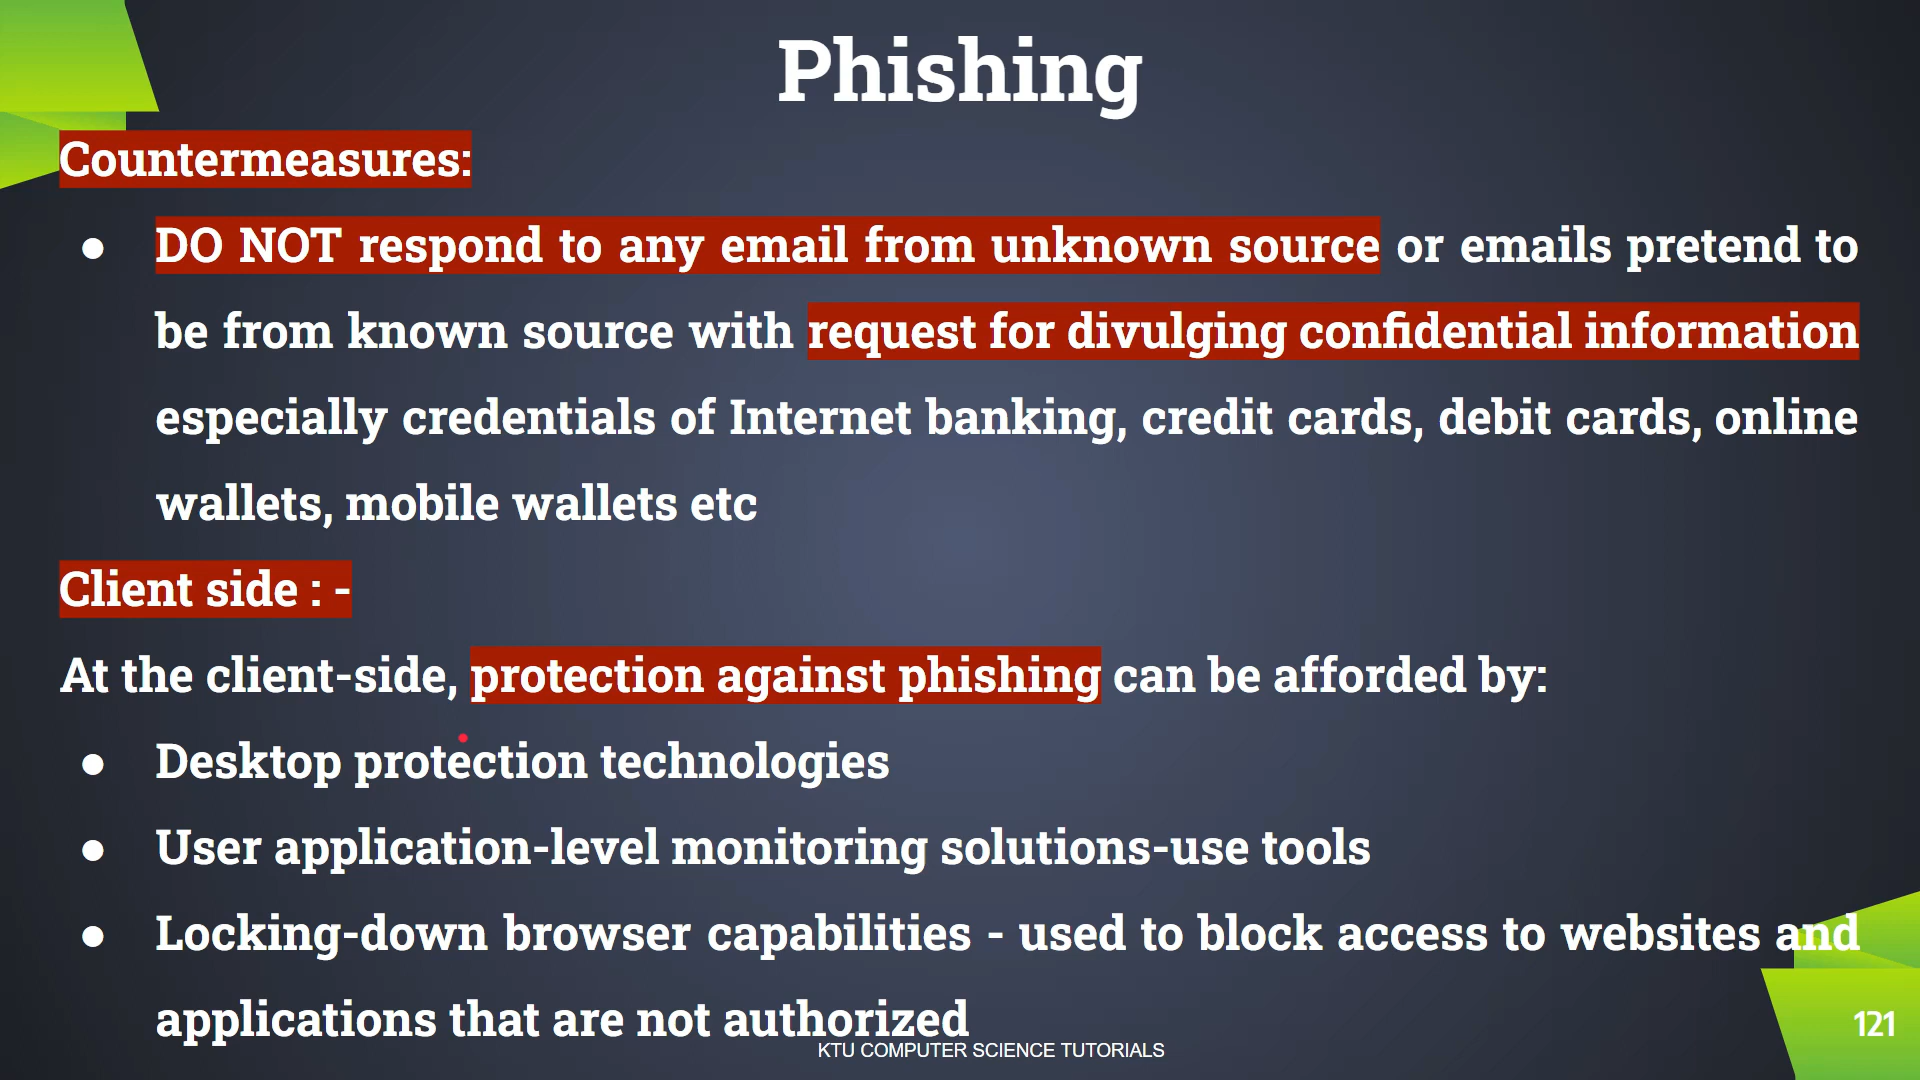 Phishing
Countermeasures:
● DO NOT respond to any email from unknown source or emails pretend to
be from known source with request for divulging confidential information
especially credentials of Internet banking, credit cards, debit cards, online
wallets, mobile wallets etc
Client side : -
At the client-side, protection against phishing can be afforded by:
● Desktop protection technologies
● User application-level monitoring solutions-use tools
● Locking-down browser capabilities - used to block access to websites and
applications that are not authorized
121
KTU COMPUTER SCIENCE TUTORIALS